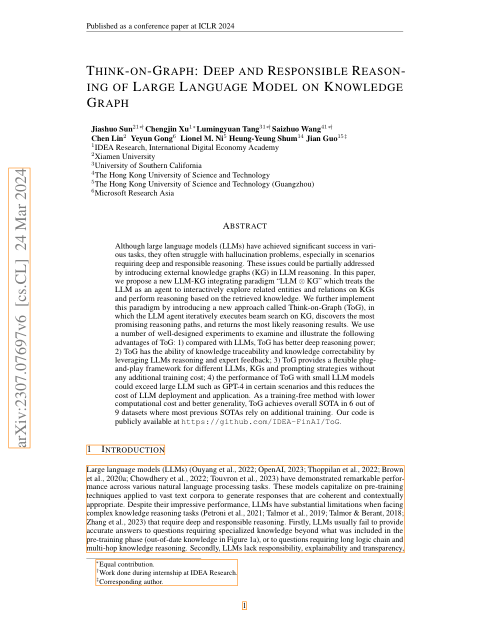 Published as a conference paper at ICLR 2024
THINK-ON-GRAPH: DEEP AND RESPONSIBLE REASON-
ING OF LARGE LANGUAGE MODEL ON KNOWLEDGE
GRAPH
Jiashuo Sun²¹*† Chengjin Xu¹* Lumingyuan Tang³¹*† Saizhuo Wang⁴¹*†
Chen Lin² Yeyun Gong⁶ Lionel M. Ni⁵ Heung-Yeung Shum¹⁴ Jian Guo¹⁵‡
¹IDEA Research, International Digital Economy Academy
²Xiamen University
³University of Southern California
⁴The Hong Kong University of Science and Technology
⁵The Hong Kong University of Science and Technology (Guangzhou)
⁶Microsoft Research Asia
ABSTRACT
Although large language models (LLMs) have achieved significant success in vari-
ous tasks, they often struggle with hallucination problems, especially in scenarios
requiring deep and responsible reasoning. These issues could be partially addressed
by introducing external knowledge graphs (KG) in LLM reasoning. In this paper,
we propose a new LLM-KG integrating paradigm “LLM ⊗ KG” which treats the
LLM as an agent to interactively explore related entities and relations on KGs
and perform reasoning based on the retrieved knowledge. We further implement
this paradigm by introducing a new approach called Think-on-Graph (ToG), in
which the LLM agent iteratively executes beam search on KG, discovers the most
promising reasoning paths, and returns the most likely reasoning results. We use
a number of well-designed experiments to examine and illustrate the following
advantages of ToG: 1) compared with LLMs, ToG has better deep reasoning power;
2) ToG has the ability of knowledge traceability and knowledge correctability by
leveraging LLMs reasoning and expert feedback; 3) ToG provides a flexible plug-
and-play framework for different LLMs, KGs and prompting strategies without
any additional training cost; 4) the performance of ToG with small LLM models
could exceed large LLM such as GPT-4 in certain scenarios and this reduces the
cost of LLM deployment and application. As a training-free method with lower
computational cost and better generality, ToG achieves overall SOTA in 6 out of
9 datasets where most previous SOTAs rely on additional training. Our code is
publicly available at https://github.com/IDEA-FinAI/ToG.
1 INTRODUCTION
Large language models (LLMs) (Ouyang et al., 2022; OpenAI, 2023; Thoppilan et al., 2022; Brown
et al., 2020a; Chowdhery et al., 2022; Touvron et al., 2023) have demonstrated remarkable perfor-
mance across various natural language processing tasks. These models capitalize on pre-training
techniques applied to vast text corpora to generate responses that are coherent and contextually
appropriate. Despite their impressive performance, LLMs have substantial limitations when facing
complex knowledge reasoning tasks (Petroni et al., 2021; Talmor et al., 2019; Talmor & Berant, 2018;
Zhang et al., 2023) that require deep and responsible reasoning. Firstly, LLMs usually fail to provide
accurate answers to questions requiring specialized knowledge beyond what was included in the
pre-training phase (out-of-date knowledge in Figure 1a), or to questions requiring long logic chain and
multi-hop knowledge reasoning. Secondly, LLMs lack responsibility, explainability and transparency,
*Equal contribution.
†Work done during internship at IDEA Research.
‡Corresponding author.
1
arXiv:2307.07697v6 [cs.CL] 24 Mar 2024